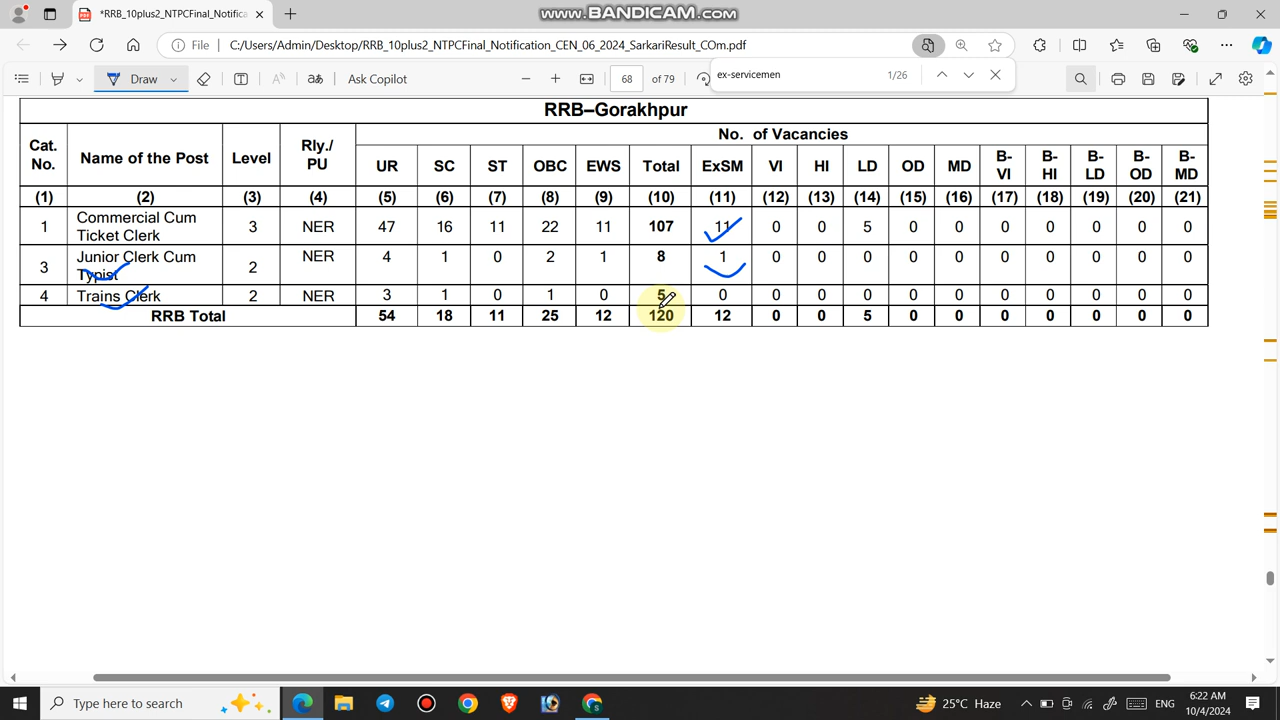 *RRB_10plus2_NTPCFinal_Notifica
www.BANDICAM.com
File C:/Users/Admin/Desktop/RRB_10plus2_NTPCFinal_Notification_CEN_06_2024_SarkariResult_COm.pdf
Draw Ask Copilot 68 of 79 ex-servicemen 1/26
RRB–Gorakhpur
Cat. No. Name of the Post Level Rly./ PU No. of Vacancies
UR SC ST OBC EWS Total ExSM VI HI LD OD MD B-VI B-HI B-LD B-OD B-MD
(1) (2) (3) (4) (5) (6) (7) (8) (9) (10) (11) (12) (13) (14) (15) (16) (17) (18) (19) (20) (21)
1 Commercial Cum Ticket Clerk 3 NER 47 16 11 22 11 107 11 0 0 5 0 0 0 0 0 0 0
3 Junior Clerk Cum Typist 2 NER 4 1 0 2 1 8 1 0 0 0 0 0 0 0 0 0 0
4 Trains Clerk 2 NER 3 1 0 1 0 5 0 0 0 0 0 0 0 0 0 0 0
RRB Total 54 18 11 25 12 120 12 0 0 5 0 0 0 0 0 0 0
Type here to search
25°C Haze
ENG
6:22 AM
10/4/2024